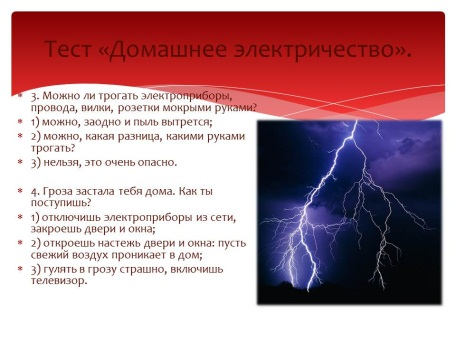 Тест «Домашнее электричество».
3. Можно ли трогать электроприборы,
провода, вилки, розетки мокрыми руками?
1) можно, заодно и пыль вытрется;
2) можно, какая разница, какими руками
трогать?
3) нельзя, это очень опасно.
4. Гроза застала тебя дома. Как ты
поступишь?
1) отключишь электроприборы из сети,
закроешь двери и окна;
2) откроешь настежь двери и окна: пусть
свежий воздух проникает в дом;
3) гулять в грозу страшно, включишь
телевизор.